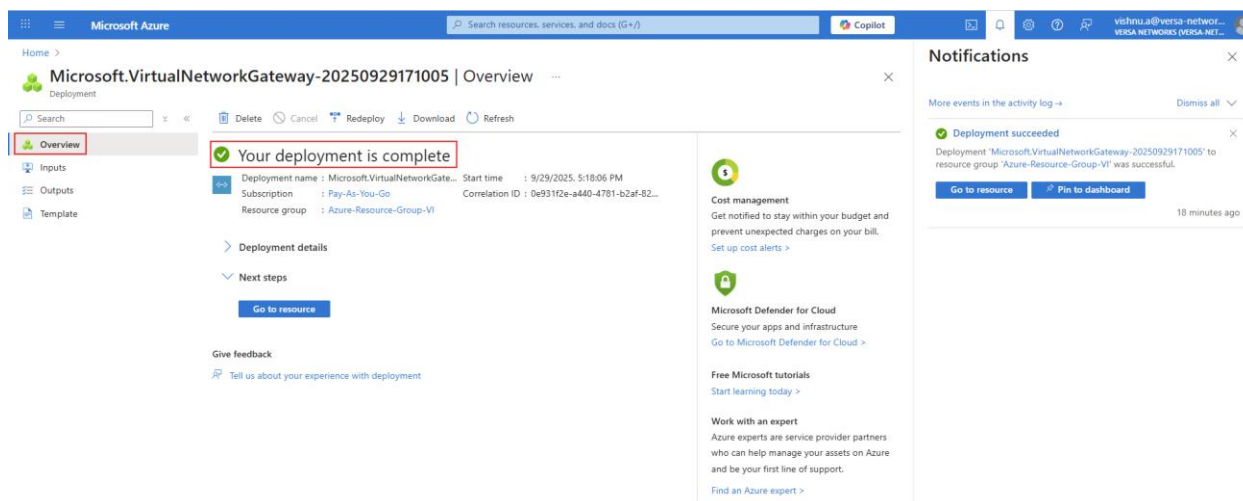 Microsoft Azure
Search resources, services, and docs (G+/)
Copilot
vishnu.a@versa-networ...
VERSA NETWORKS (VERSA-NET...
Home >
Microsoft.VirtualNetworkGateway-20250929171005 | Overview ...
Deployment
Search
Delete Cancel Redeploy Download Refresh
Overview
Inputs
Outputs
Template
Your deployment is complete
Deployment name : Microsoft.VirtualNetworkGate... Start time : 9/29/2025, 5:18:06 PM
Subscription : Pay-As-You-Go Correlation ID : 0e931f2e-a440-4781-b2af-82...
Resource group : Azure-Resource-Group-VI
Deployment details
Next steps
Go to resource
Give feedback
Tell us about your experience with deployment
Cost management
Get notified to stay within your budget and
prevent unexpected charges on your bill.
Set up cost alerts >
Microsoft Defender for Cloud
Secure your apps and infrastructure
Go to Microsoft Defender for Cloud >
Free Microsoft tutorials
Start learning today >
Work with an expert
Azure experts are service provider partners
who can help manage your assets on Azure
and be your first line of support.
Find an Azure expert >
Notifications
More events in the activity log → Dismiss all
Deployment succeeded
Deployment 'Microsoft.VirtualNetworkGateway-20250929171005' to
resource group 'Azure-Resource-Group-VI' was successful.
Go to resource Pin to dashboard
18 minutes ago